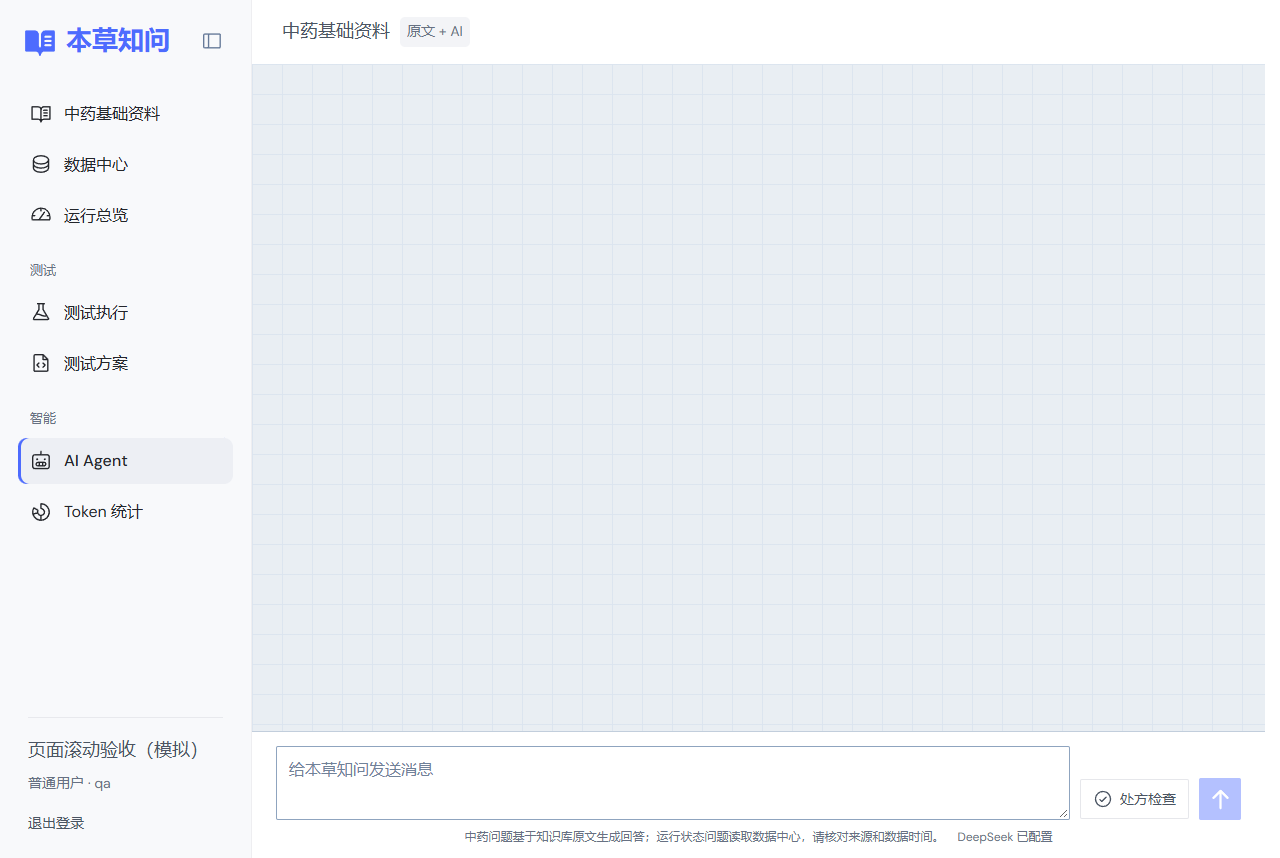 本草知问
中药基础资料
数据中心
运行总览
测试
测试执行
测试方案
智能
AI Agent
Token 统计
页面滚动验收（模拟）
普通用户 · qa
退出登录
中药基础资料 原文 + AI
给本草知问发送消息
处方检查
中药问题基于知识库原文生成回答；运行状态问题读取数据中心，请核对来源和数据时间。 DeepSeek 已配置